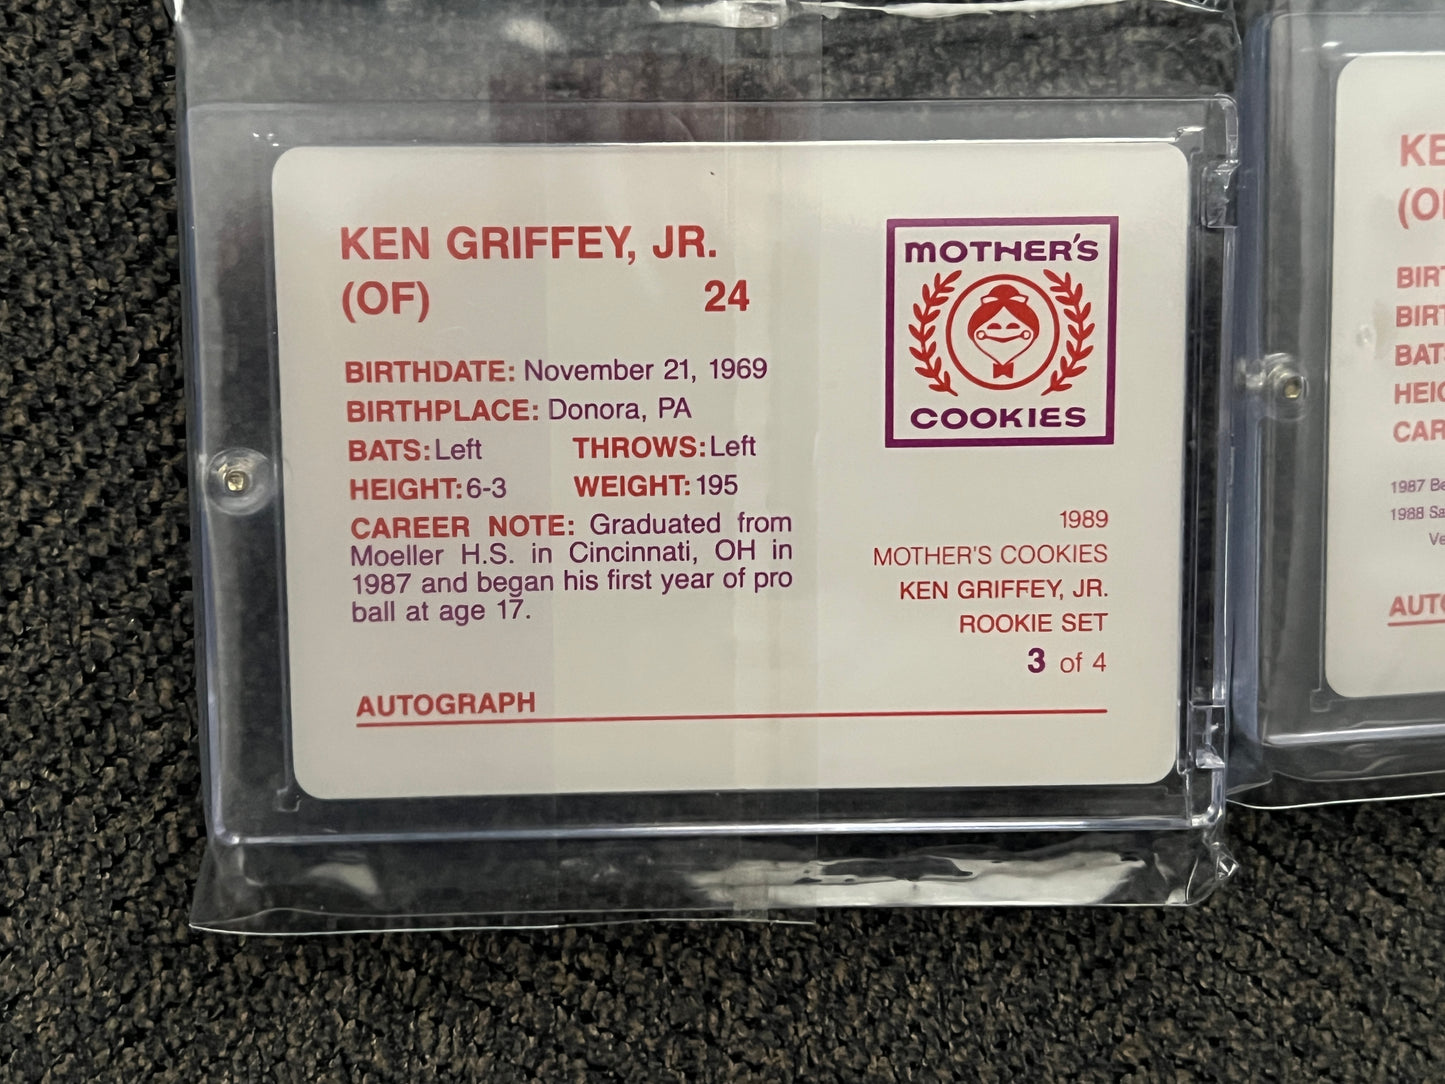 KEN GRIFFEY, JR.
(OF) 24
BIRTHDATE: November 21, 1969
BIRTHPLACE: Donora, PA
BATS: Left THROWS: Left
HEIGHT: 6-3 WEIGHT: 195
CAREER NOTE: Graduated from
Moeller H.S. in Cincinnati, OH in
1987 and began his first year of pro
ball at age 17.
AUTOGRAPH
MOTHER'S
COOKIES
1989
MOTHER'S COOKIES
KEN GRIFFEY, JR.
ROOKIE SET
3 of 4
1987
1988